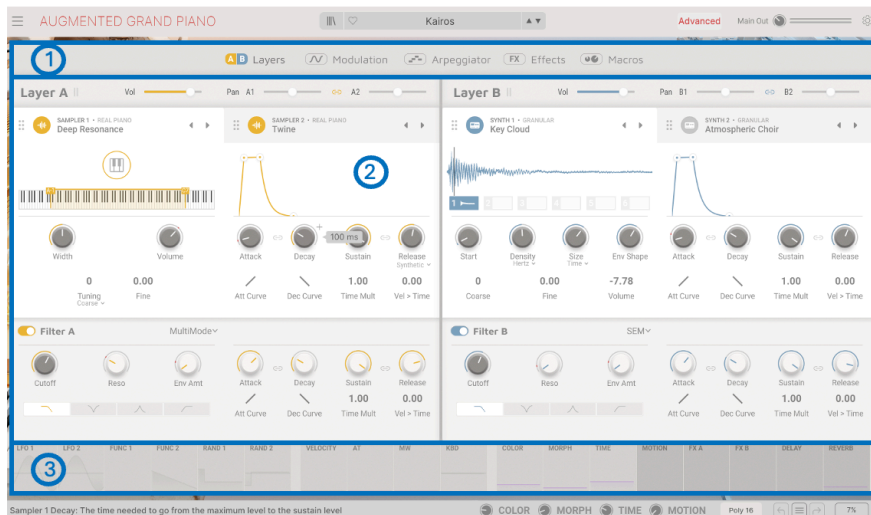 AUGMENTED GRAND PIANO
Kairos
Advanced Main Out
1
A B Layers Modulation Arpeggiator FX Effects Macros
Layer A Vol Pan A1 A2
Layer B Vol Pan B1 B2
SAMPLER 1 • REAL PIANO
Deep Resonance
SAMPLER 2 • REAL PIANO
Twine
SYNTH 1 • GRANULAR
Key Cloud
SYNTH 2 • GRANULAR
Atmospheric Choir
2
1 2 3 4 5 6
100 ms
Width Volume Attack Decay Sustain Release
Synthetic
Start Density Size Env Shape Attack Decay Sustain Release
Hertz Time
0 0.00 1.00 0.00
Tuning Fine Att Curve Dec Curve Time Mult Vel > Time
Coarse
0 0.00 -7.78 1.00 0.00
Coarse Fine Volume Att Curve Dec Curve Time Mult Vel > Time
Filter A MultiMode
Filter B SEM
Cutoff Reso Env Amt Attack Decay Sustain Release
Cutoff Reso Env Amt Attack Decay Sustain Release
1.00 0.00
Att Curve Dec Curve Time Mult Vel > Time
1.00 0.00
Att Curve Dec Curve Time Mult Vel > Time
LFO 1 LFO 2 FUNC 1 FUNC 2 RAND 1 RAND 2 VELOCITY AT MW KBD COLOR MORPH TIME MOTION FX A FX B DELAY REVERB
3
Sampler 1 Decay: The time needed to go from the maximum level to the sustain level
COLOR MORPH TIME MOTION Poly 16 7%